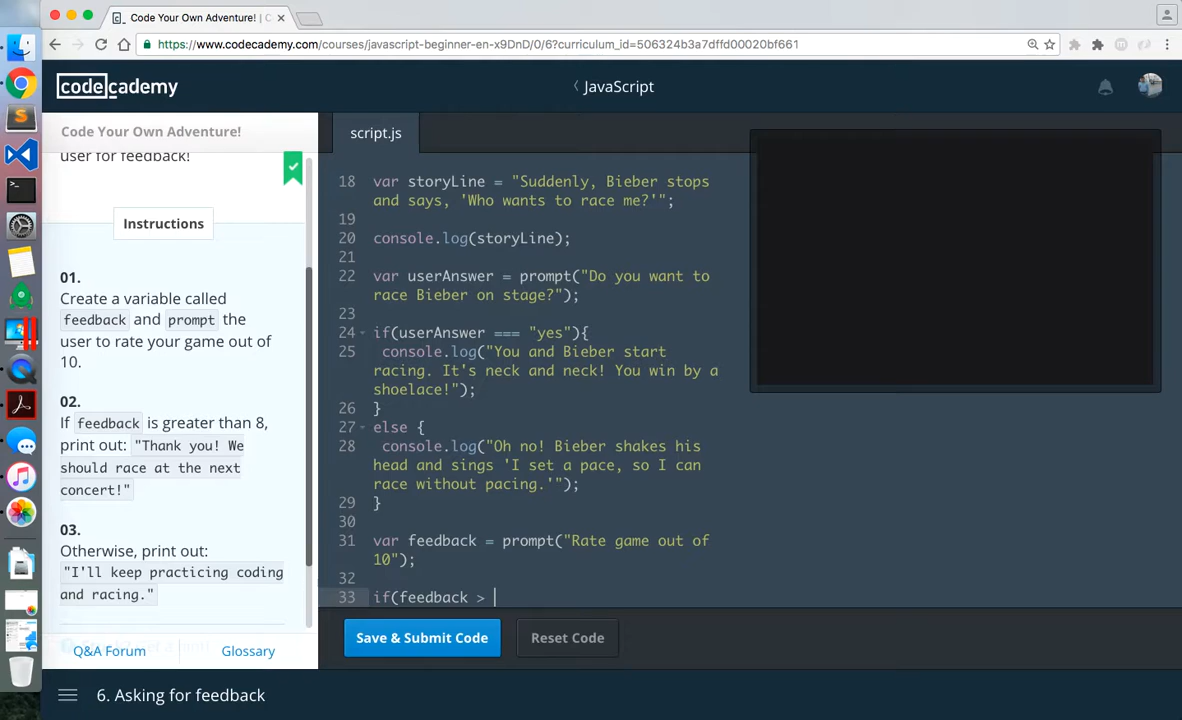 Code Your Own Adventure! | C
https://www.codecademy.com/courses/javascript-beginner-en-x9DnD/0/6?curriculum_id=506324b3a7dffd00020bf661
codecademy
JavaScript
Code Your Own Adventure!
user for feedback!
Instructions
01.
Create a variable called
feedback and prompt the
user to rate your game out of
10.
02.
If feedback is greater than 8,
print out: "Thank you! We
should race at the next
concert!"
03.
Otherwise, print out:
"I'll keep practicing coding
and racing."
Q&A Forum
Glossary
script.js
18 var storyLine = "Suddenly, Bieber stops
and says, 'Who wants to race me?'";
19
20 console.log(storyLine);
21
22 var userAnswer = prompt("Do you want to
race Bieber on stage?");
23
24 if(userAnswer === "yes"){
25 console.log("You and Bieber start
racing. It's neck and neck! You win by a
shoelace!");
26 }
27 else {
28 console.log("Oh no! Bieber shakes his
head and sings 'I set a pace, so I can
race without pacing.'");
29 }
30
31 var feedback = prompt("Rate game out of
10");
32
33 if(feedback >
Save & Submit Code
Reset Code
6. Asking for feedback